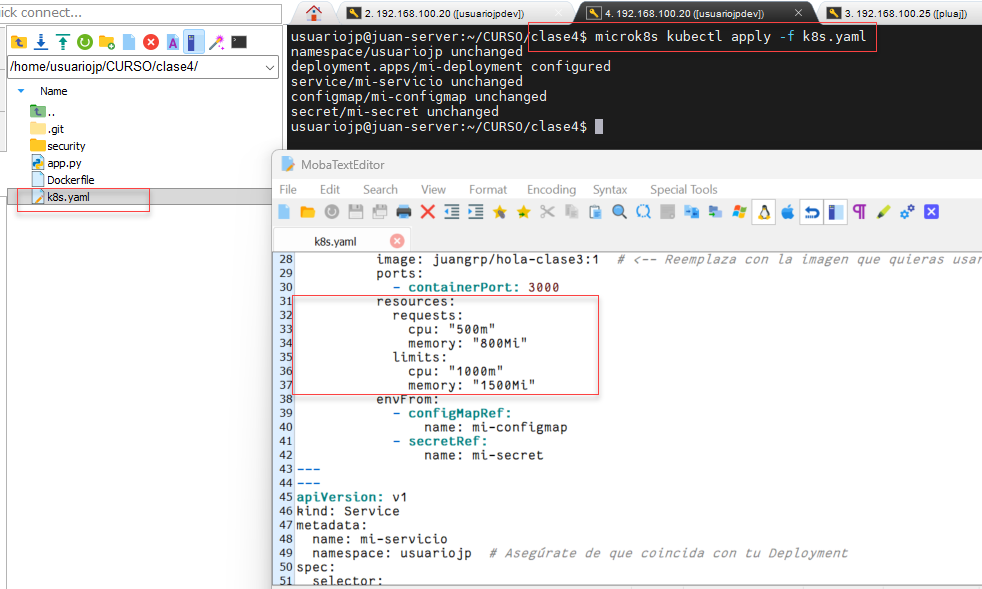 uick connect...
2. 192.168.100.20 ([usuariojpdev])
4. 192.168.100.20 ([usuariojpdev])
3. 192.168.100.25 ([pluaj])
/home/usuariojp/CURSO/clase4/
Name
..
.git
security
app.py
Dockerfile
k8s.yaml
usuariojp@juan-server:~/CURSO/clase4$ microk8s kubectl apply -f k8s.yaml
namespace/usuariojp unchanged
deployment.apps/mi-deployment configured
service/mi-servicio unchanged
configmap/mi-configmap unchanged
secret/mi-secret unchanged
usuariojp@juan-server:~/CURSO/clase4$
MobaTextEditor
File Edit Search View Format Encoding Syntax Special Tools
k8s.yaml
28 image: juangrp/hola-clase3:1 # <-- Reemplaza con la imagen que quieras usar
29 ports:
30 - containerPort: 3000
31 resources:
32 requests:
33 cpu: "500m"
34 memory: "800Mi"
35 limits:
36 cpu: "1000m"
37 memory: "1500Mi"
38 envFrom:
39 - configMapRef:
40 name: mi-configmap
41 - secretRef:
42 name: mi-secret
43 ---
44 ---
45 apiVersion: v1
46 kind: Service
47 metadata:
48 name: mi-servicio
49 namespace: usuariojp # Asegúrate de que coincida con tu Deployment
50 spec:
51 selector: